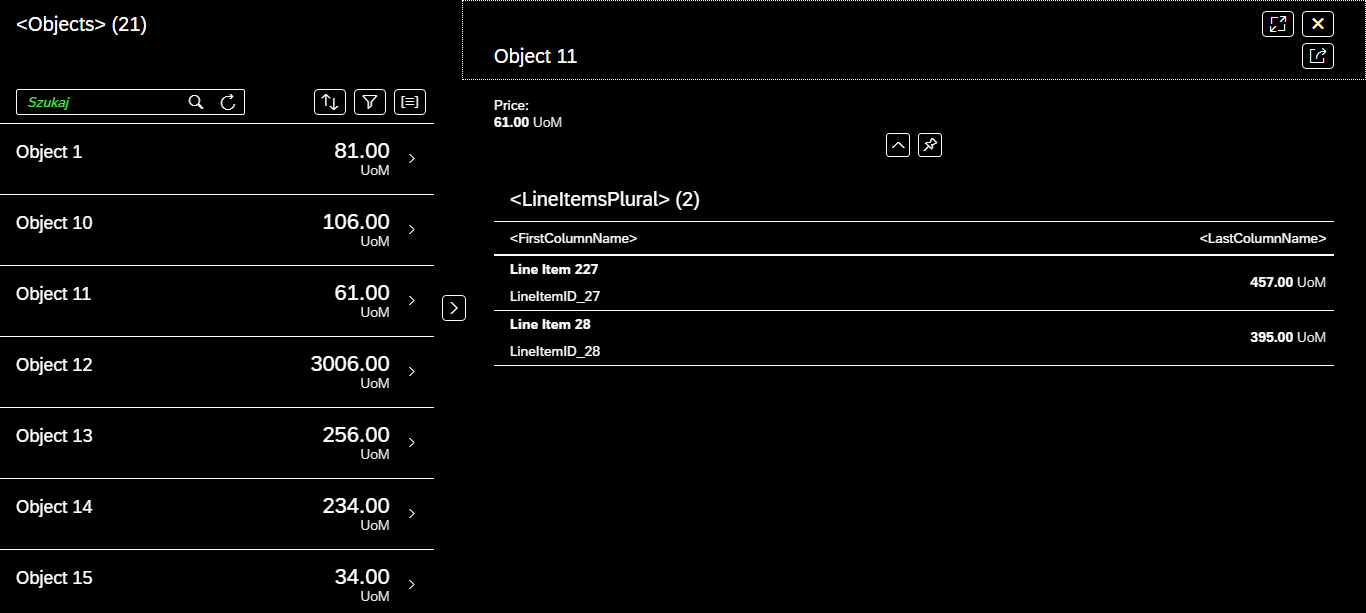 <Objects> (21)
Szukaj
Object 1
81.00
UoM
Object 10
106.00
UoM
Object 11
61.00
UoM
Object 12
3006.00
UoM
Object 13
256.00
UoM
Object 14
234.00
UoM
Object 15
34.00
UoM
Object 11
Price:
61.00 UoM
<LineItemsPlural> (2)
<FirstColumnName> <LastColumnName>
Line Item 227
457.00 UoM
LineItemID_27
Line Item 28
395.00 UoM
LineItemID_28